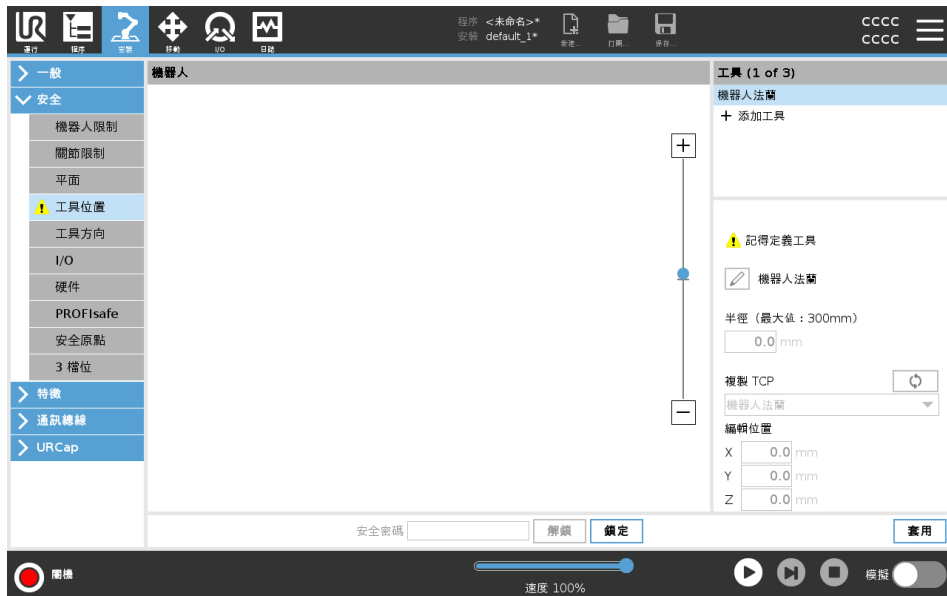 UR
運行
程序
安裝
移動
I/O
日誌
程序 <未命名>*
安裝 default_1*
新建...
打開...
保存...
CCCC
CCCC
一般
安全
機器人限制
關節限制
平面
工具位置
工具方向
I/O
硬件
PROFIsafe
安全原點
3 檔位
特徵
通訊總線
URCap
機器人
工具 (1 of 3)
機器人法蘭
添加工具
記得定義工具
機器人法蘭
半徑（最大值：300mm）
0.0 mm
複製 TCP
機器人法蘭
編輯位置
X 0.0 mm
Y 0.0 mm
Z 0.0 mm
安全密碼 解鎖 鎖定 套用
關機
速度 100%
模擬